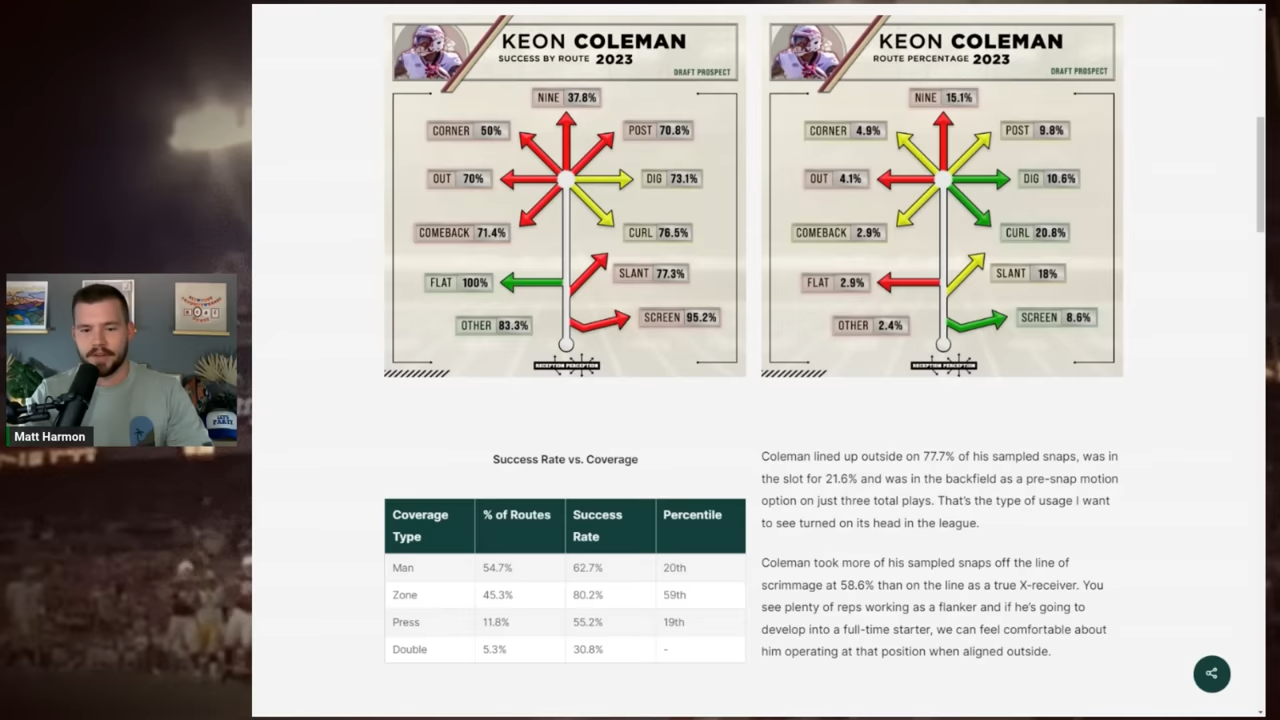 KEON COLEMAN
SUCCESS BY ROUTE 2023
DRAFT PROSPECT
NINE 37.8%
CORNER 50%
POST 70.8%
OUT 70%
DIG 73.1%
COMEBACK 71.4%
CURL 76.5%
SLANT 77.3%
FLAT 100%
OTHER 83.3%
SCREEN 95.2%
RECEPTION PERCEPTION
KEON COLEMAN
ROUTE PERCENTAGE 2023
DRAFT PROSPECT
NINE 15.1%
CORNER 4.9%
POST 9.8%
OUT 4.1%
DIG 10.6%
COMEBACK 2.9%
CURL 20.8%
SLANT 18%
FLAT 2.9%
OTHER 2.4%
SCREEN 8.6%
RECEPTION PERCEPTION
Matt Harmon
Success Rate vs. Coverage
Coverage Type % of Routes Success Rate Percentile
Man 54.7% 62.7% 20th
Zone 45.3% 80.2% 59th
Press 11.8% 55.2% 19th
Double 5.3% 30.8% -
Coleman lined up outside on 77.7% of his sampled snaps, was in
the slot for 21.6% and was in the backfield as a pre-snap motion
option on just three total plays. That's the type of usage I want
to see turned on its head in the league.
Coleman took more of his sampled snaps off the line of
scrimmage at 58.6% than on the line as a true X-receiver. You
see plenty of reps working as a flanker and if he's going to
develop into a full-time starter, we can feel comfortable about
him operating at that position when aligned outside.